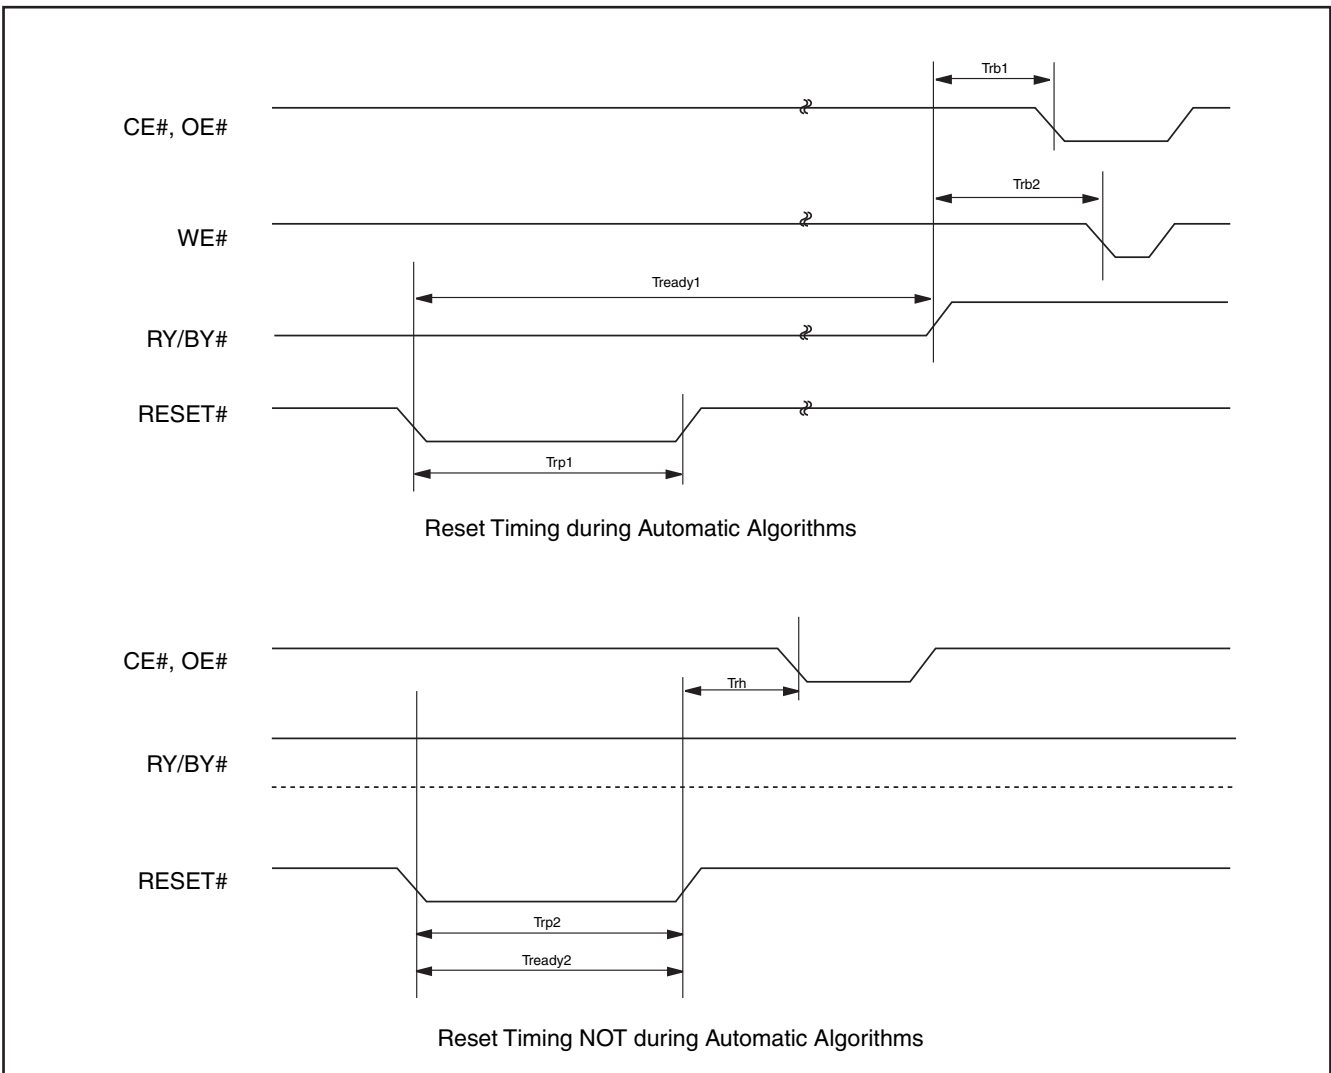 Trb1
CE#, OE#
Trb2
WE#
Tready1
RY/BY#
RESET#
Trp1
Reset Timing during Automatic Algorithms
CE#, OE#
Trh
RY/BY#
RESET#
Trp2
Tready2
Reset Timing NOT during Automatic Algorithms